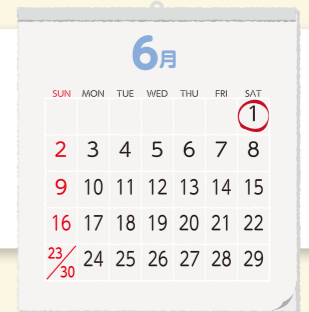 6月
SUN MON TUE WED THU FRI SAT
1
2 3 4 5 6 7 8
9 10 11 12 13 14 15
16 17 18 19 20 21 22
23/30 24 25 26 27 28 29